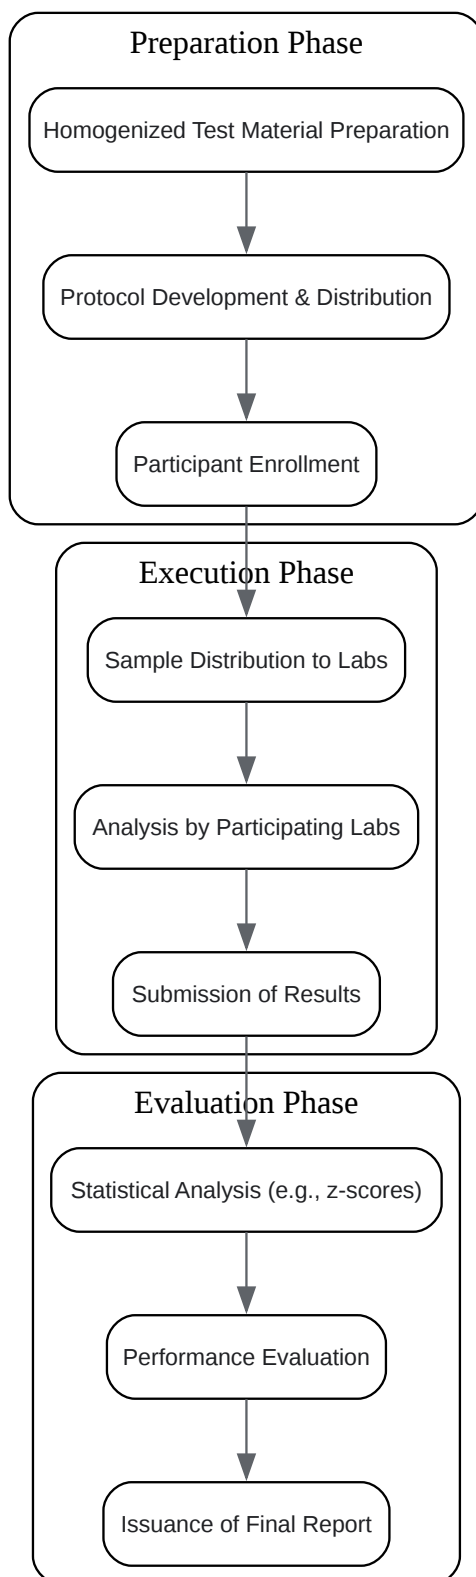 Preparation Phase
Homogenized Test Material Preparation
Protocol Development & Distribution
Participant Enrollment
Execution Phase
Sample Distribution to Labs
Analysis by Participating Labs
Submission of Results
Evaluation Phase
Statistical Analysis (e.g., z-scores)
Performance Evaluation
Issuance of Final Report